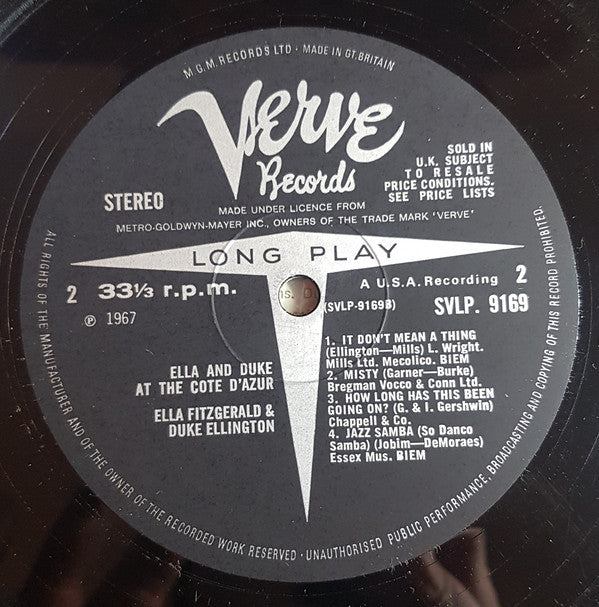 M.G.M. RECORDS LTD · MADE IN GT. BRITAIN
Verve
Records
STEREO
SOLD IN
U.K. SUBJECT
TO RESALE
PRICE CONDITIONS.
SEE PRICE LISTS
MADE UNDER LICENCE FROM
METRO-GOLDWYN-MAYER INC., OWNERS OF THE TRADE MARK 'VERVE'
LONG PLAY
2 33⅓ r.p.m.
A U.S.A. Recording 2
(SVLP-9169B) SVLP. 9169
℗ 1967
ELLA AND DUKE
AT THE COTE D'AZUR
ELLA FITZGERALD &
DUKE ELLINGTON
1. IT DON'T MEAN A THING
(Ellington—Mills) L. Wright.
Mills Ltd. Mecolico. BIEM
2. MISTY (Garner—Burke)
Bregman Vocco & Conn Ltd.
3. HOW LONG HAS THIS BEEN
GOING ON? (G. & I. Gershwin)
Chappell & Co.
4. JAZZ SAMBA (So Danco
Samba) (Jobim—DeMoraes)
Essex Mus. BIEM
ALL RIGHTS OF THE MANUFACTURER AND OF THE OWNER OF THE RECORDED WORK RESERVED · UNAUTHORISED PUBLIC PERFORMANCE, BROADCASTING AND COPYING OF THIS RECORD PROHIBITED.